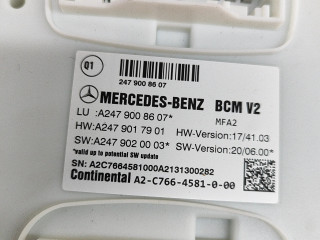 Q1
247 900 86 07
MERCEDES-BENZ BCM V2
MFA2
LU :A247 900 86 07*
HW:A247 901 79 01 HW-Version:17/41.03
SW:A247 902 00 03* SW-Version:20/06.00*
*valid up to potential SW update
SN: A2C7664581000A2131300282
Continental A2-C766-4581-0-00